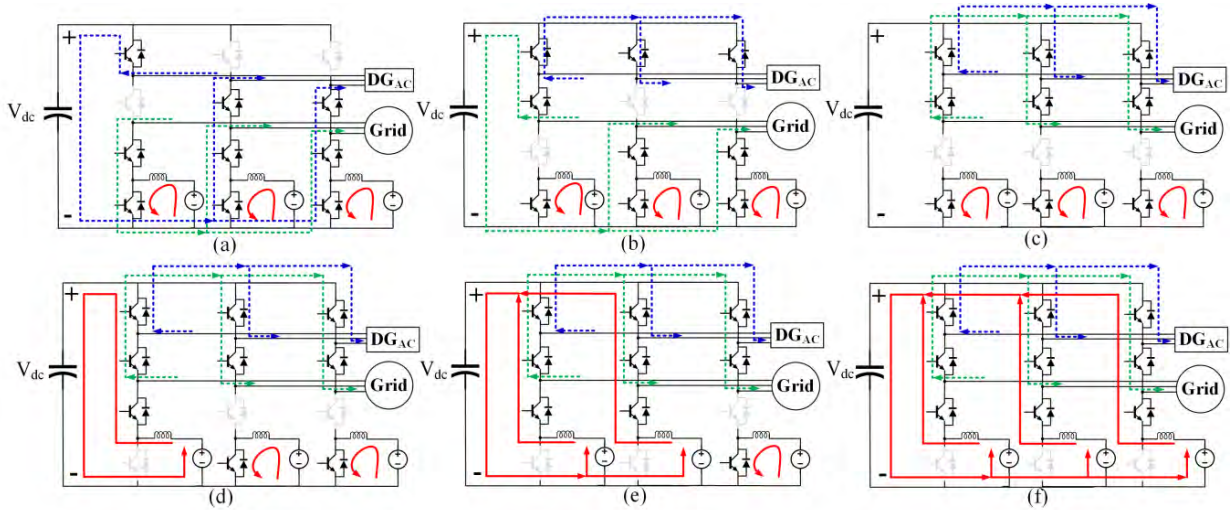 +
V_dc
-
DG_AC
Grid
(a)
+
V_dc
-
DG_AC
Grid
(b)
+
V_dc
-
DG_AC
Grid
(c)
+
V_dc
-
DG_AC
Grid
(d)
+
V_dc
-
DG_AC
Grid
(e)
+
V_dc
-
DG_AC
Grid
(f)